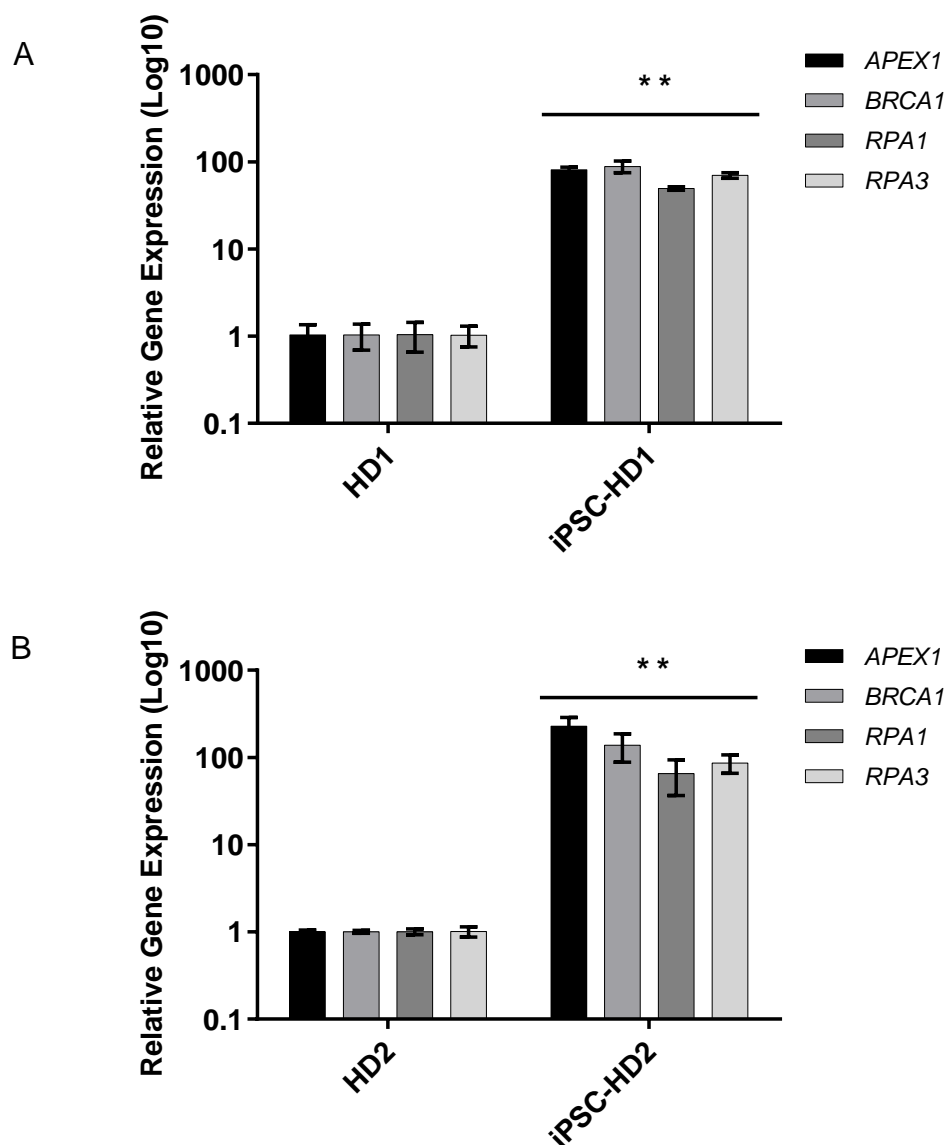 A
Relative Gene Expression (Log10)
1000
100
10
1
0.1
* *
HD1
iPSC-HD1
APEX1
BRCA1
RPA1
RPA3
B
Relative Gene Expression (Log10)
1000
100
10
1
0.1
* *
HD2
iPSC-HD2
APEX1
BRCA1
RPA1
RPA3